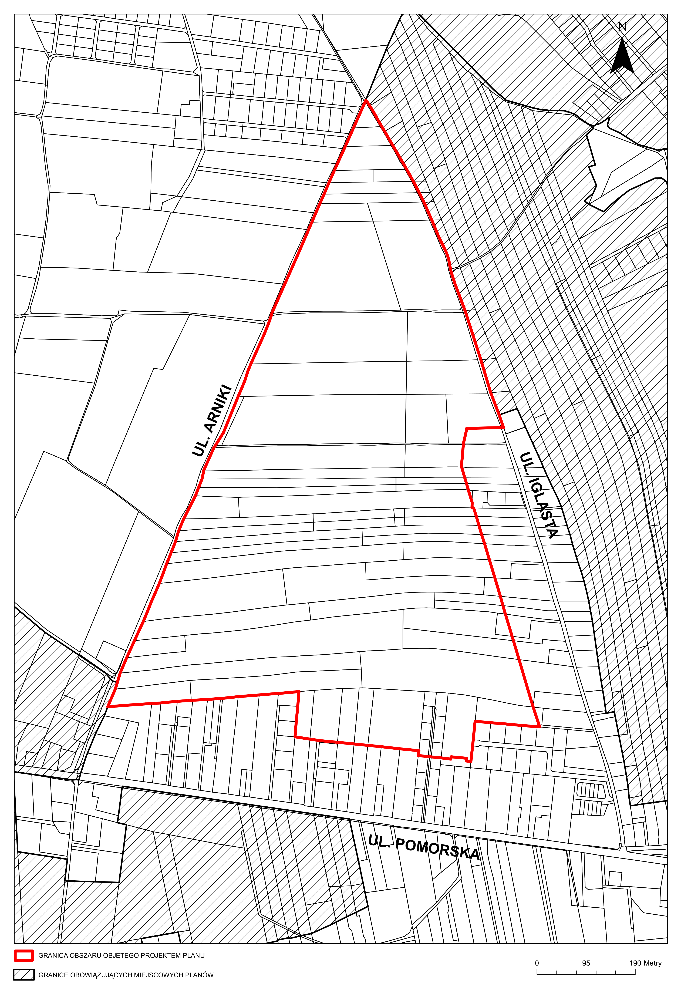 N
UL. ARNIKI
UL. IGLASTA
UL. POMORSKA
GRANICA OBSZARU OBJĘTEGO PROJEKTEM PLANU
GRANICE OBOWIĄZUJĄCYCH MIEJSCOWYCH PLANÓW
0 95 190 Metry